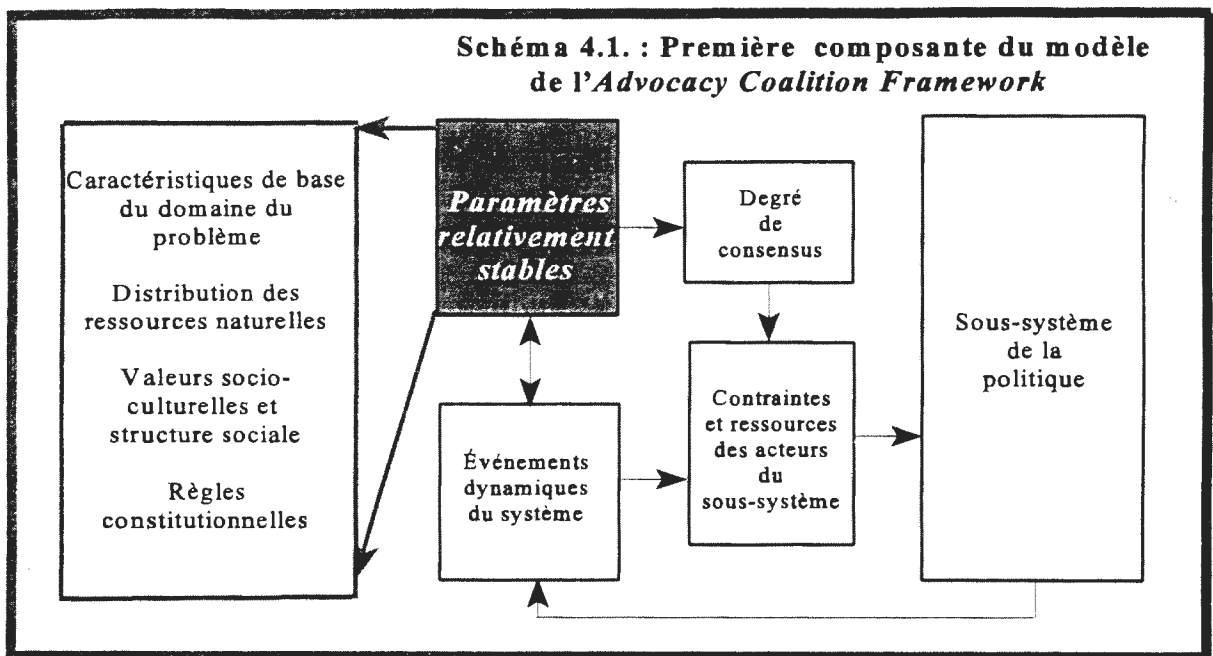 Schéma 4.1. : Première composante du modèle
de l'Advocacy Coalition Framework
Caractéristiques de base
du domaine du
problème
Distribution des
ressources naturelles
Valeurs socio-
culturelles et
structure sociale
Règles
constitutionnelles
Paramètres
relativement
stables
Degré
de
consensus
Événements
dynamiques
du système
Contraintes
et ressources
des acteurs
du
sous-système
Sous-système
de la
politique